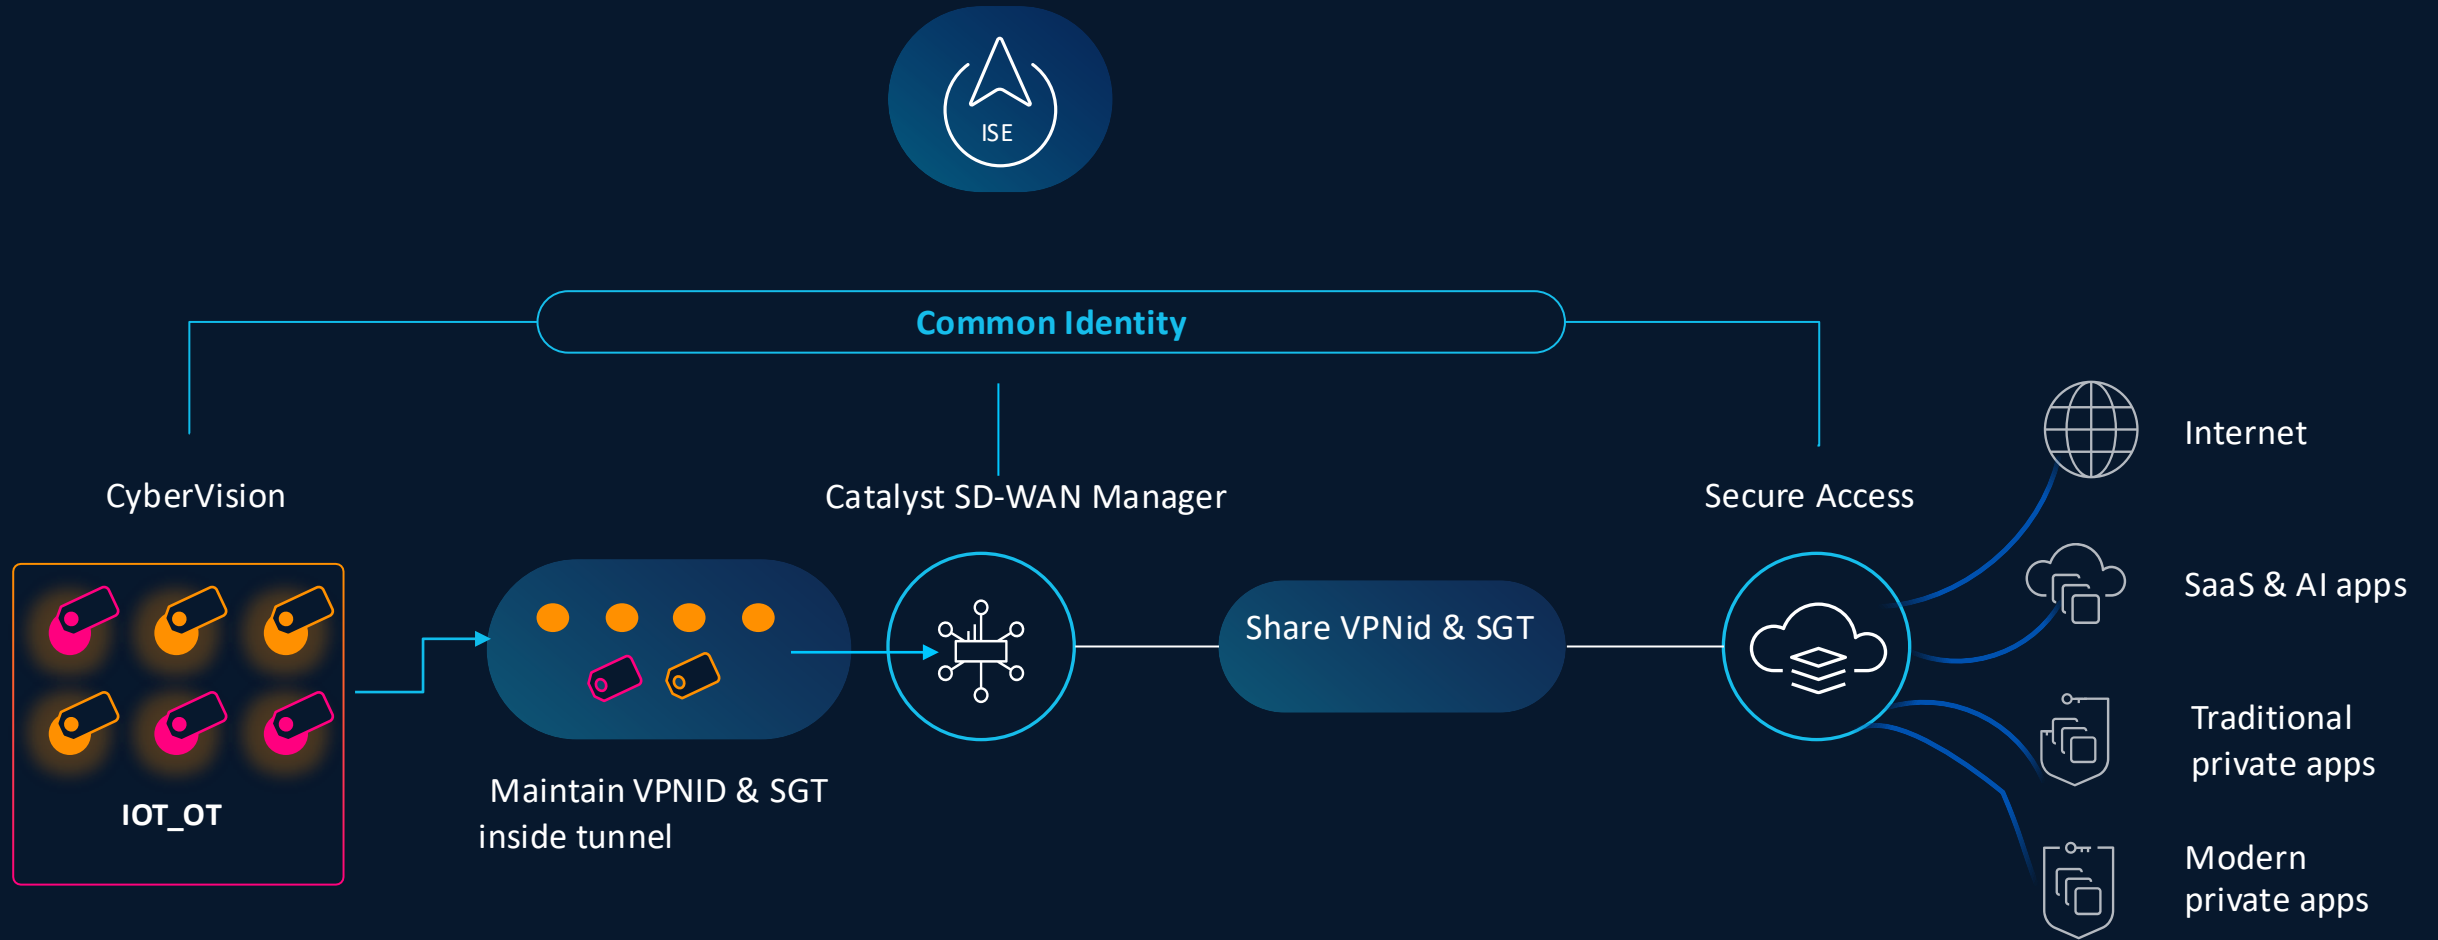 ISE
Common Identity
CyberVision
Catalyst SD-WAN Manager
Secure Access
Internet
SaaS & AI apps
Share VPNid & SGT
Traditional
private apps
Maintain VPNID & SGT
inside tunnel
IOT_OT
Modern
private apps